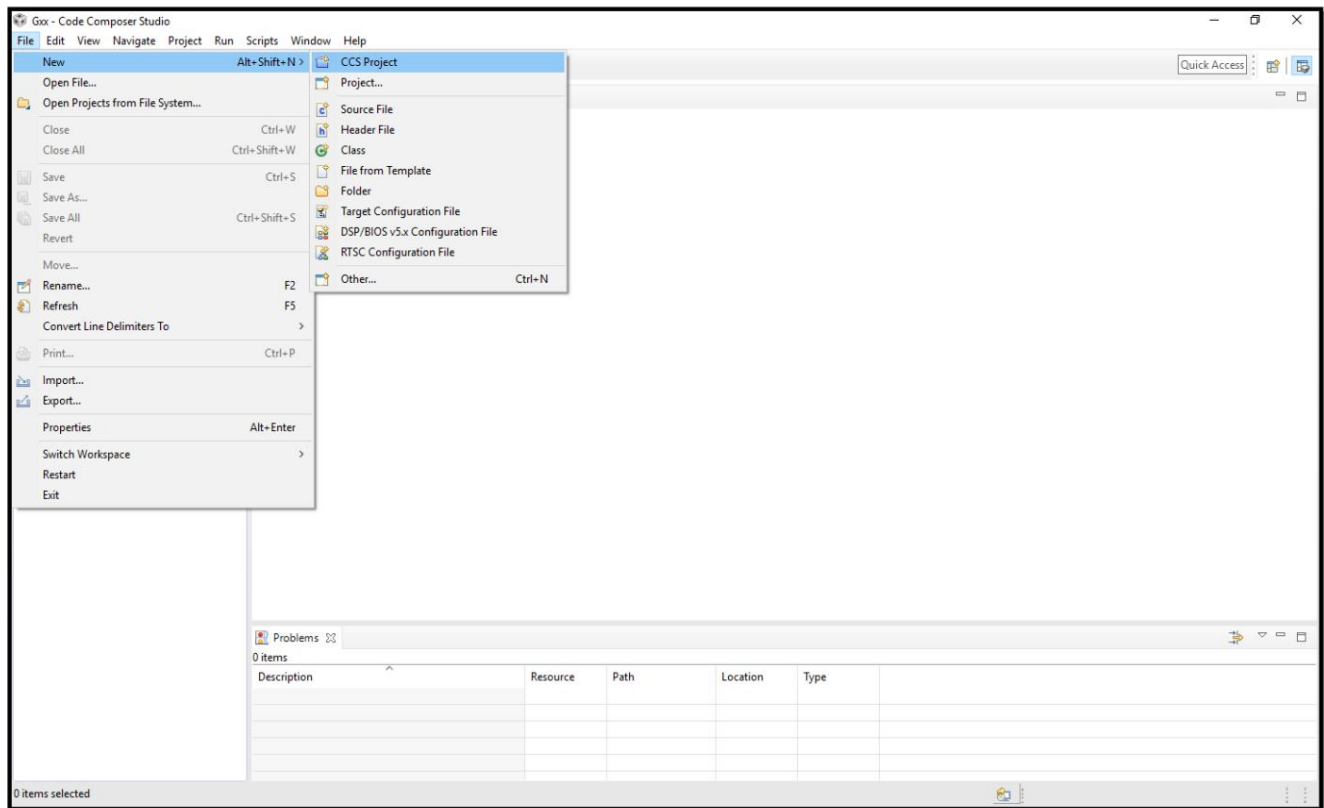 Gxx - Code Composer Studio
File Edit View Navigate Project Run Scripts Window Help
Quick Access
New Alt+Shift+N >
Open File...
Open Projects from File System...
Close Ctrl+W
Close All Ctrl+Shift+W
Save Ctrl+S
Save As...
Save All Ctrl+Shift+S
Revert
Move...
Rename... F2
Refresh F5
Convert Line Delimiters To >
Print... Ctrl+P
Import...
Export...
Properties Alt+Enter
Switch Workspace >
Restart
Exit
CCS Project
Project...
Source File
Header File
Class
File from Template
Folder
Target Configuration File
DSP/BIOS v5.x Configuration File
RTSC Configuration File
Other... Ctrl+N
Problems
0 items
Description Resource Path Location Type
0 items selected